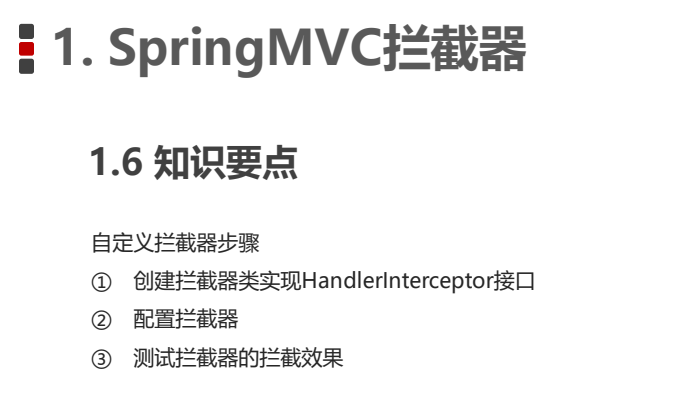 1. SpringMVC拦截器
1.6 知识要点
自定义拦截器步骤
① 创建拦截器类实现HandlerInterceptor接口
② 配置拦截器
③ 测试拦截器的拦截效果